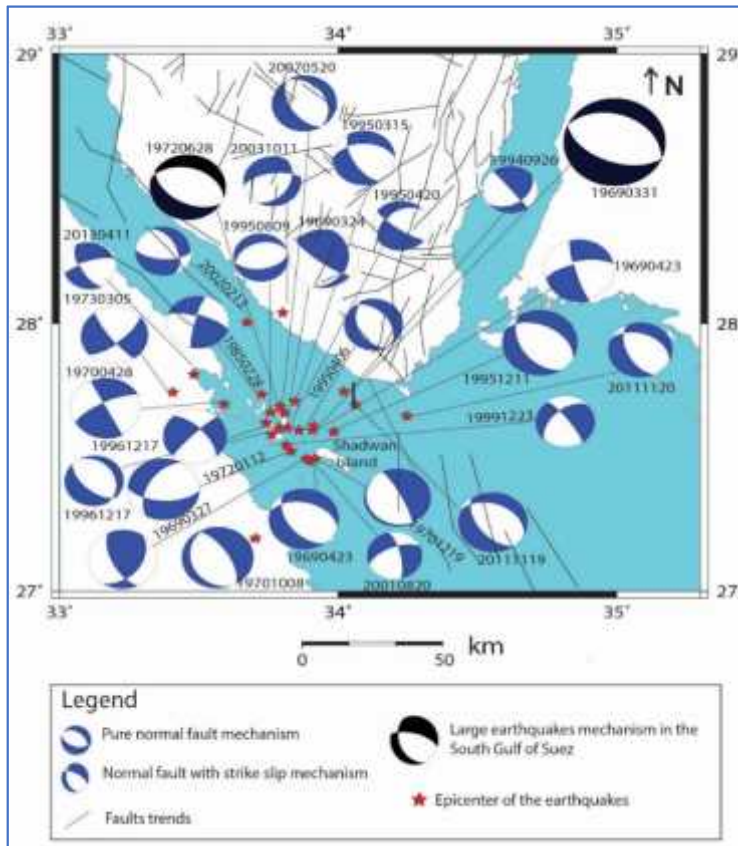 33° 34° 35°
29° 29
20070520
↑N
19950315
19720628 20031011 19940926
19690331
19950420
19950809 19690324
20130411 19690423
19730305 20020212
28° 28
19700428 19850228 19951211
20111120
19991223
19961217
Shadwan
Island
19720112
19961217
19690327 19701219
19690423 20111119
19701008 20010820
27° 27
33° 34° 35°
km
0 50
Legend
Pure normal fault mechanism
Normal fault with strike slip mechanism
Faults trends
Large earthquakes mechanism in the
South Gulf of Suez
Epicenter of the earthquakes